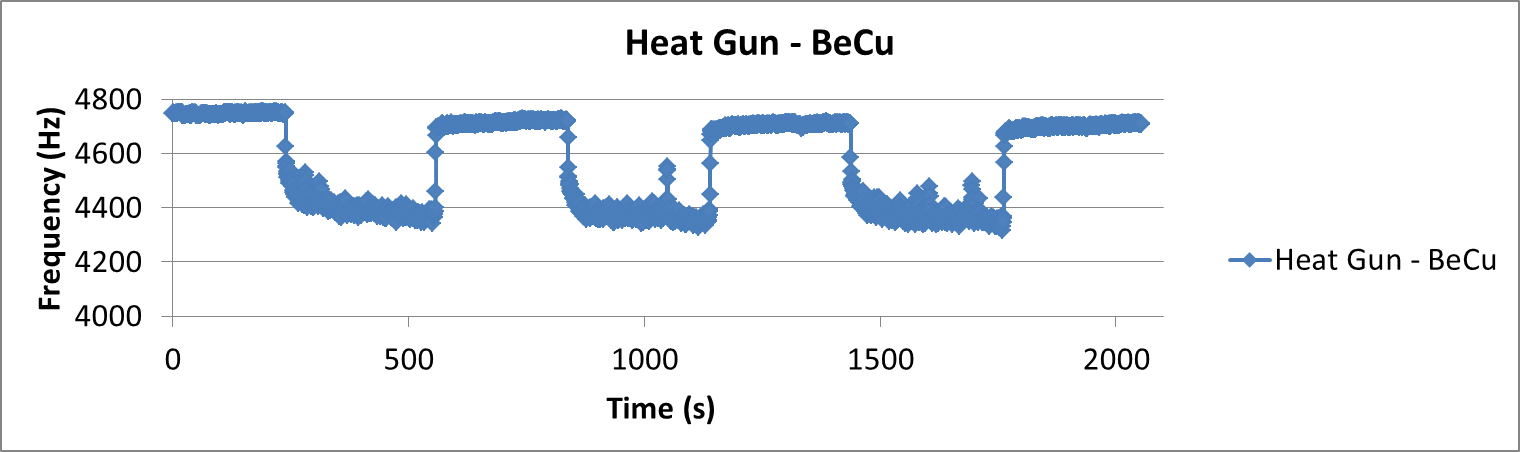 Heat Gun - BeCu
Frequency (Hz)
4800
4600
4400
4200
4000
0 500 1000 1500 2000
Time (s)
Heat Gun - BeCu